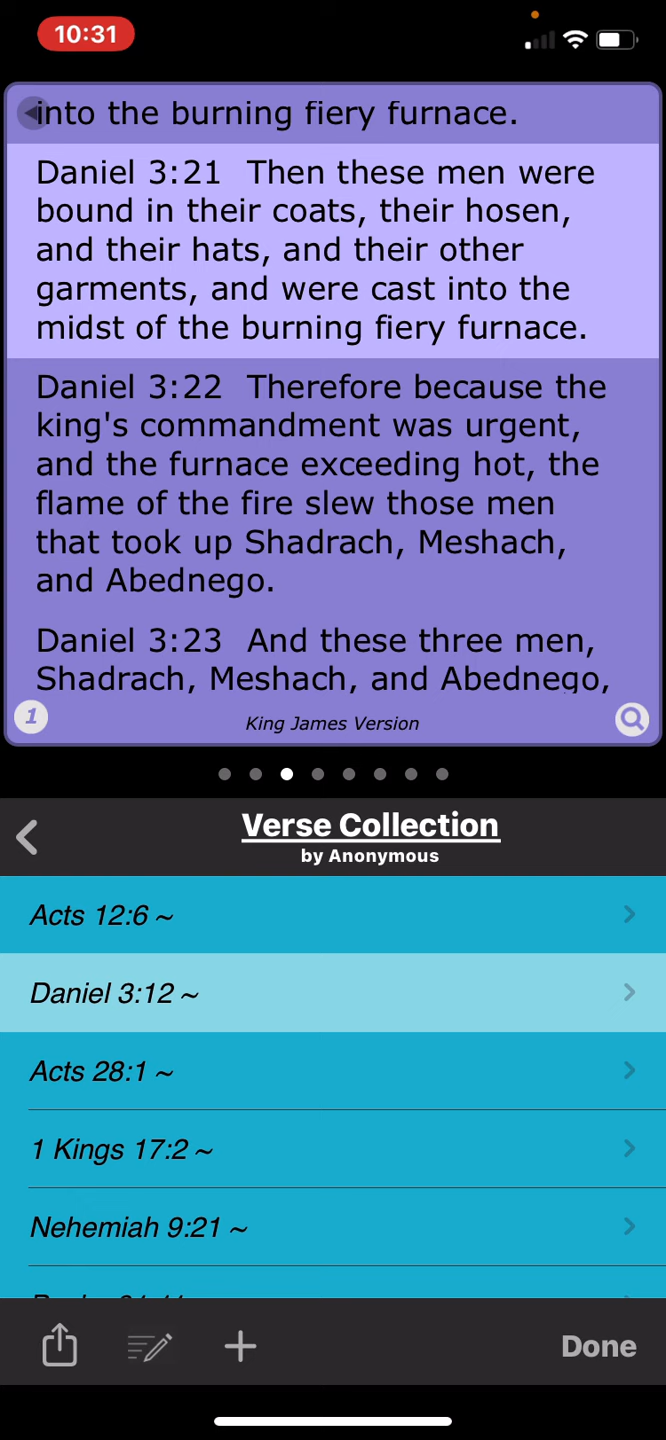 10:31
into the burning fiery furnace.
Daniel 3:21 Then these men were
bound in their coats, their hosen,
and their hats, and their other
garments, and were cast into the
midst of the burning fiery furnace.
Daniel 3:22 Therefore because the
king's commandment was urgent,
and the furnace exceeding hot, the
flame of the fire slew those men
that took up Shadrach, Meshach,
and Abednego.
Daniel 3:23 And these three men,
Shadrach, Meshach, and Abednego,
1
King James Version
Verse Collection
by Anonymous
Acts 12:6 ~
Daniel 3:12 ~
Acts 28:1 ~
1 Kings 17:2 ~
Nehemiah 9:21 ~
Done